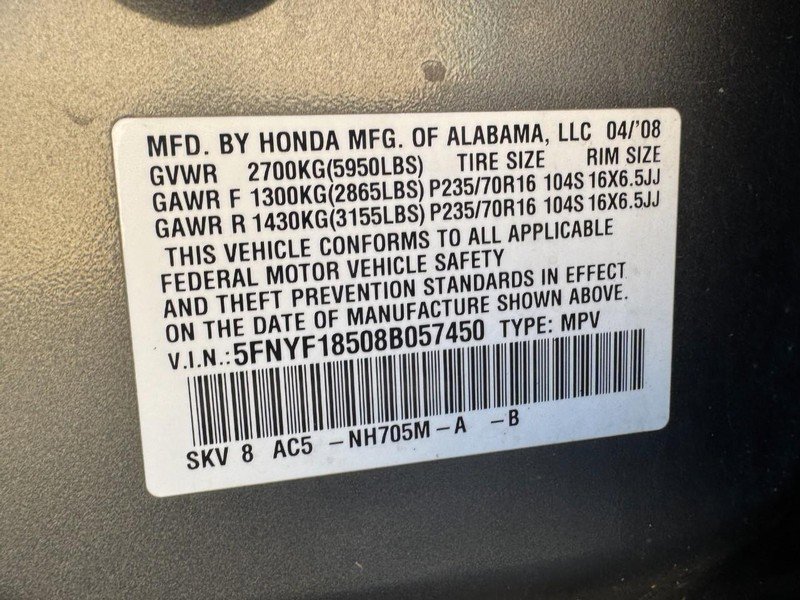 MFD. BY HONDA MFG. OF ALABAMA, LLC 04/'08
GVWR 2700KG(5950LBS) TIRE SIZE RIM SIZE
GAWR F 1300KG(2865LBS) P235/70R16 104S 16X6.5JJ
GAWR R 1430KG(3155LBS) P235/70R16 104S 16X6.5JJ
THIS VEHICLE CONFORMS TO ALL APPLICABLE
FEDERAL MOTOR VEHICLE SAFETY
AND THEFT PREVENTION STANDARDS IN EFFECT
ON THE DATE OF MANUFACTURE SHOWN ABOVE.
V.I.N.: 5FNYF18508B057450 TYPE: MPV
SKV 8 AC5 -NH705M-A -B